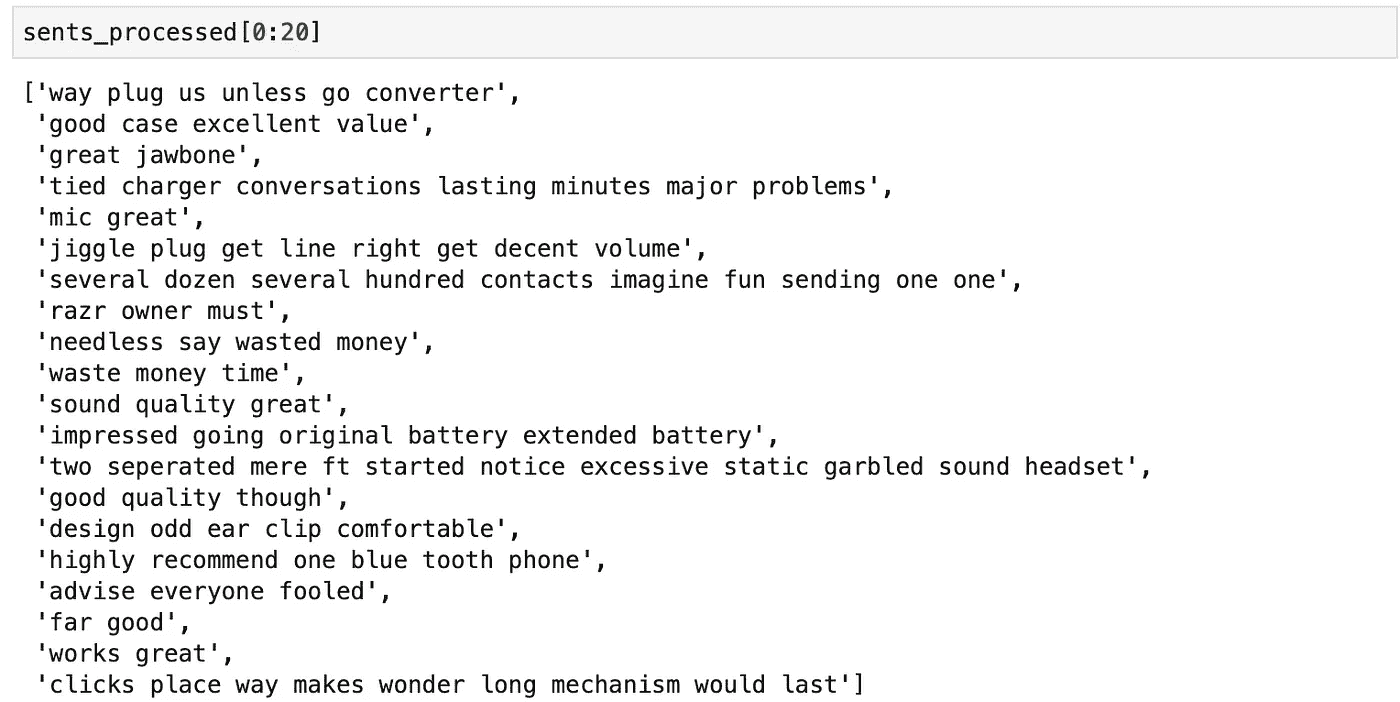 sents_processed[0:20]
['way plug us unless go converter',
'good case excellent value',
'great jawbone',
'tied charger conversations lasting minutes major problems',
'mic great',
'jiggle plug get line right get decent volume',
'several dozen several hundred contacts imagine fun sending one one',
'razr owner must',
'needless say wasted money',
'waste money time',
'sound quality great',
'impressed going original battery extended battery',
'two seperated mere ft started notice excessive static garbled sound headset',
'good quality though',
'design odd ear clip comfortable',
'highly recommend one blue tooth phone',
'advise everyone fooled',
'far good',
'works great',
'clicks place way makes wonder long mechanism would last']